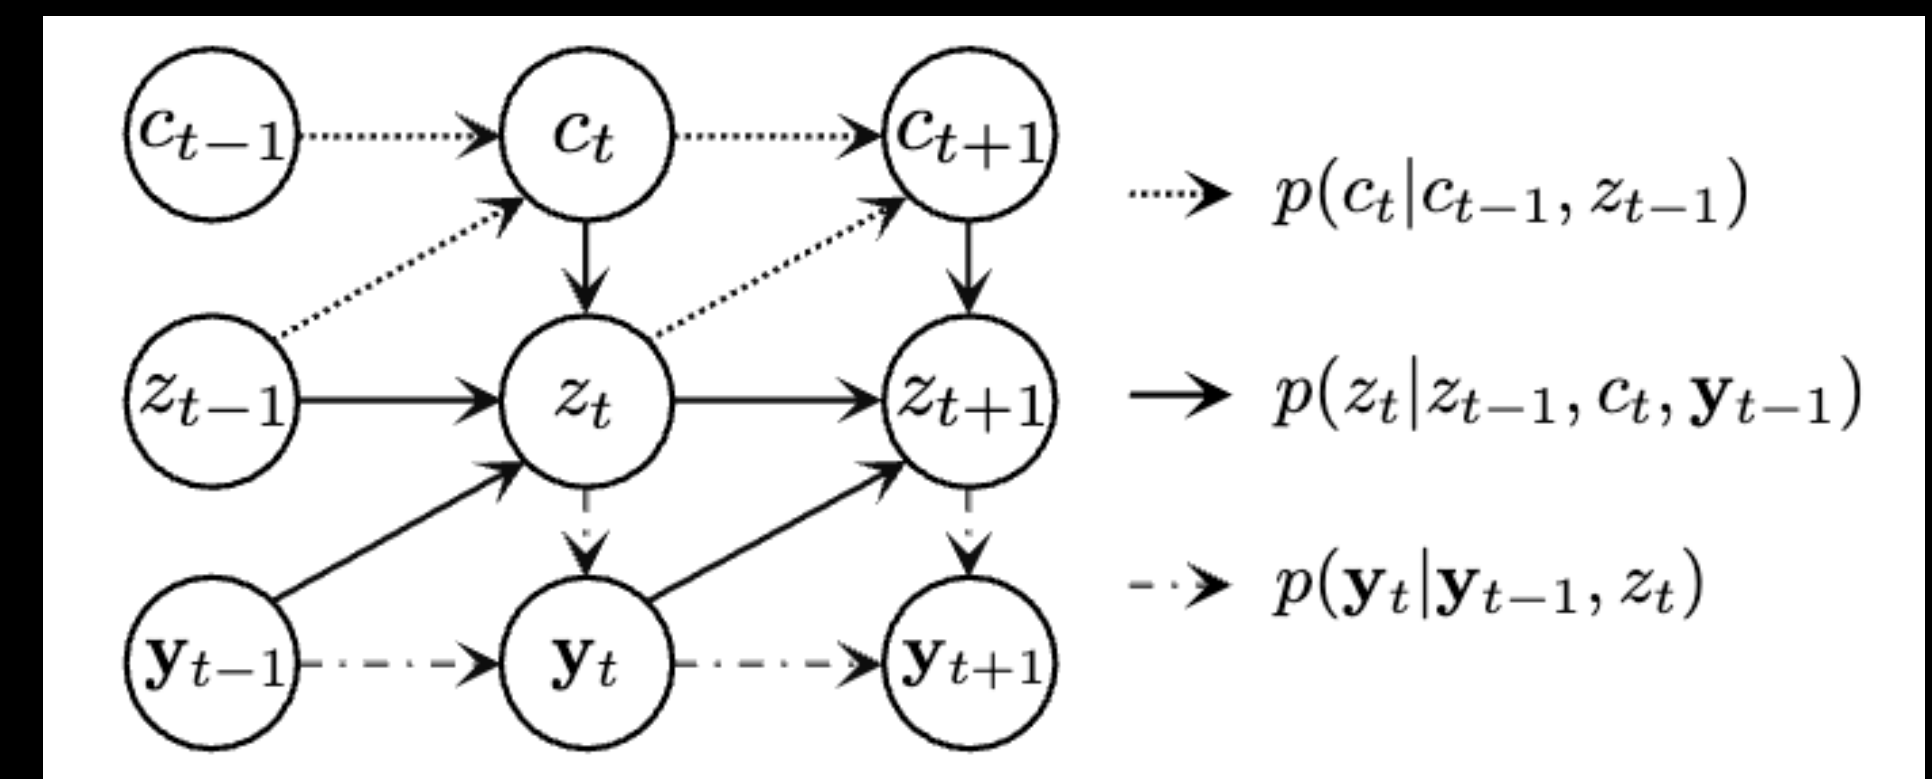 c_{t−1} c_t c_{t+1}
p(c_t|c_{t−1}, z_{t−1})
z_{t−1} z_t z_{t+1}
p(z_t|z_{t−1}, c_t, y_{t−1})
y_{t−1} y_t y_{t+1}
p(y_t|y_{t−1}, z_t)